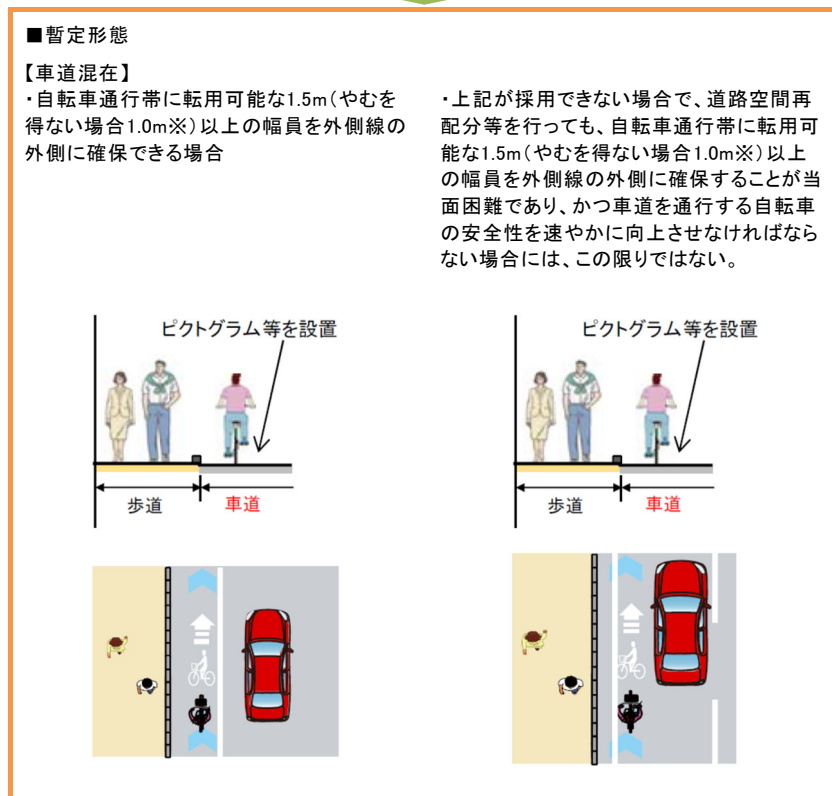 ■暫定形態
【車道混在】
・自転車通行帯に転用可能な1.5m(やむを
得ない場合1.0m※)以上の幅員を外側線の
外側に確保できる場合
・上記が採用できない場合で、道路空間再
配分等を行っても、自転車通行帯に転用可
能な1.5m(やむを得ない場合1.0m※)以上
の幅員を外側線の外側に確保することが当
面困難であり、かつ車道を通行する自転車
の安全性を速やかに向上させなければなら
ない場合には、この限りではない。
ピクトグラム等を設置
歩道
車道
ピクトグラム等を設置
歩道
車道